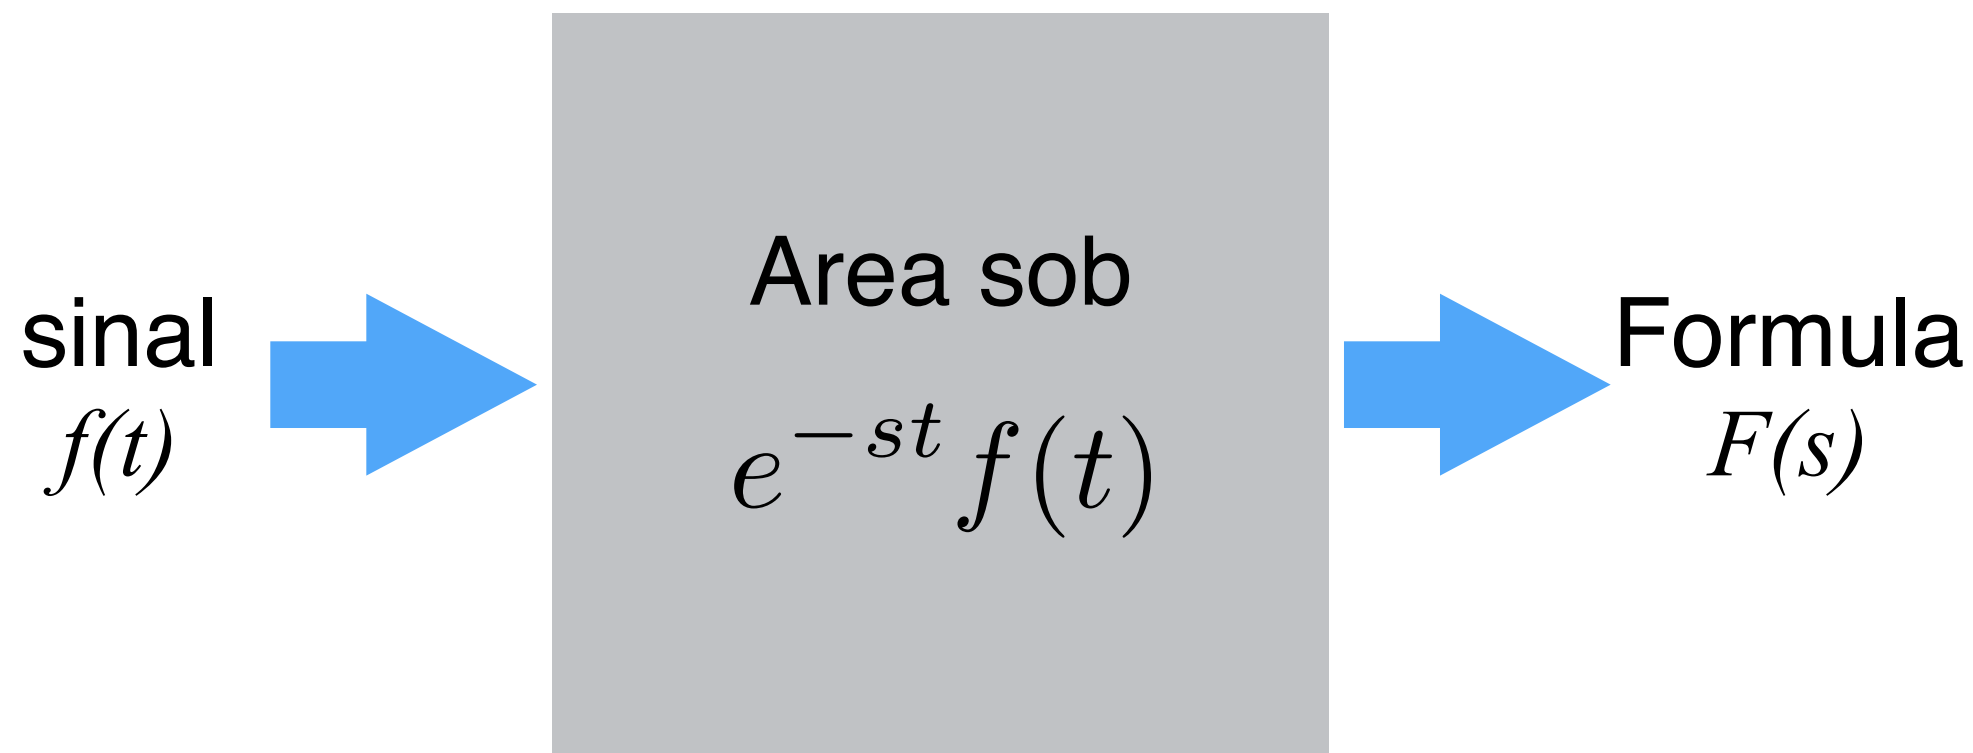 sinal
f(t)
Area sob
e^{-st} f(t)
Formula
F(s)